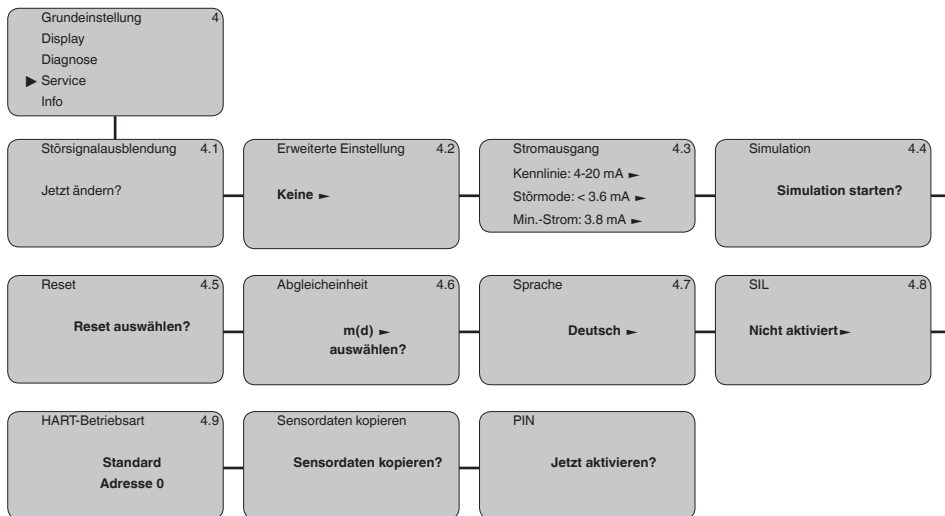 Grundeinstellung 4
Display
Diagnose
► Service
Info
Störsignalausblendung 4.1
Jetzt ändern?
Erweiterte Einstellung 4.2
Keine ►
Stromausgang 4.3
Kennlinie: 4-20 mA ►
Störmode: < 3.6 mA ►
Min.-Strom: 3.8 mA ►
Simulation 4.4
Simulation starten?
Reset 4.5
Reset auswählen?
Abgleicheinheit 4.6
m(d) ►
auswählen?
Sprache 4.7
Deutsch ►
SIL 4.8
Nicht aktiviert ►
HART-Betriebsart 4.9
Standard
Adresse 0
Sensordaten kopieren
Sensordaten kopieren?
PIN
Jetzt aktivieren?